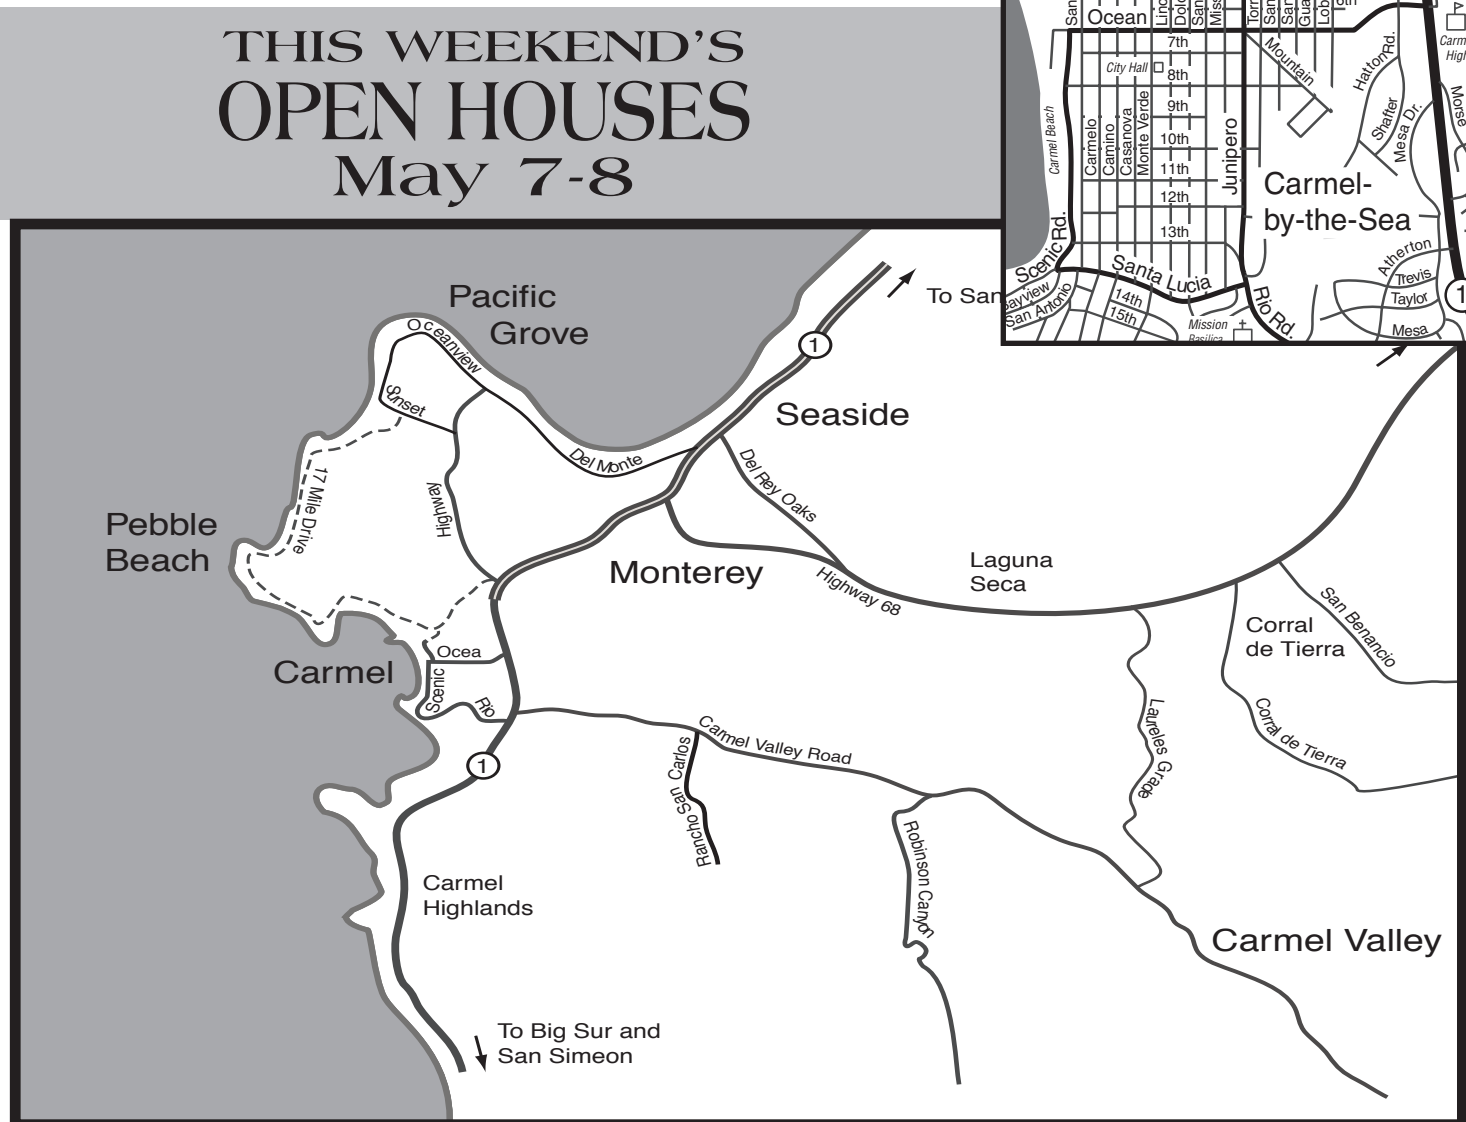 THIS WEEKEND'S
OPEN HOUSES
May 7-8
Ocean
7th
City Hall
8th
9th
10th
11th
12th
13th
Carmel Beach
Carmelo
Camino
Casanova
Monte Verde
Junipero
Mountain
Hatton Rd.
Shafter
Mesa Dr.
Morse
Carmel-
by-the-Sea
Scenic Rd.
Santa Lucia
San Antonio
14th
15th
Mission
Rio Rd.
Atherton
Trevis
Taylor
Mesa
1
Pacific
Grove
To San
Oceanview
Sunset
1
Seaside
Del Monte
Del Rey Oaks
17 Mile Drive
Highway
Pebble
Beach
Monterey
Highway 68
Laguna
Seca
San Benancio
Corral
de Tierra
Ocea
Carmel
Scenic
Rio
1
Carmel Valley Road
Rancho San Carlos
Laureles Grade
Corral de Tierra
Robinson Canyon
Carmel
Highlands
Carmel Valley
To Big Sur and
San Simeon